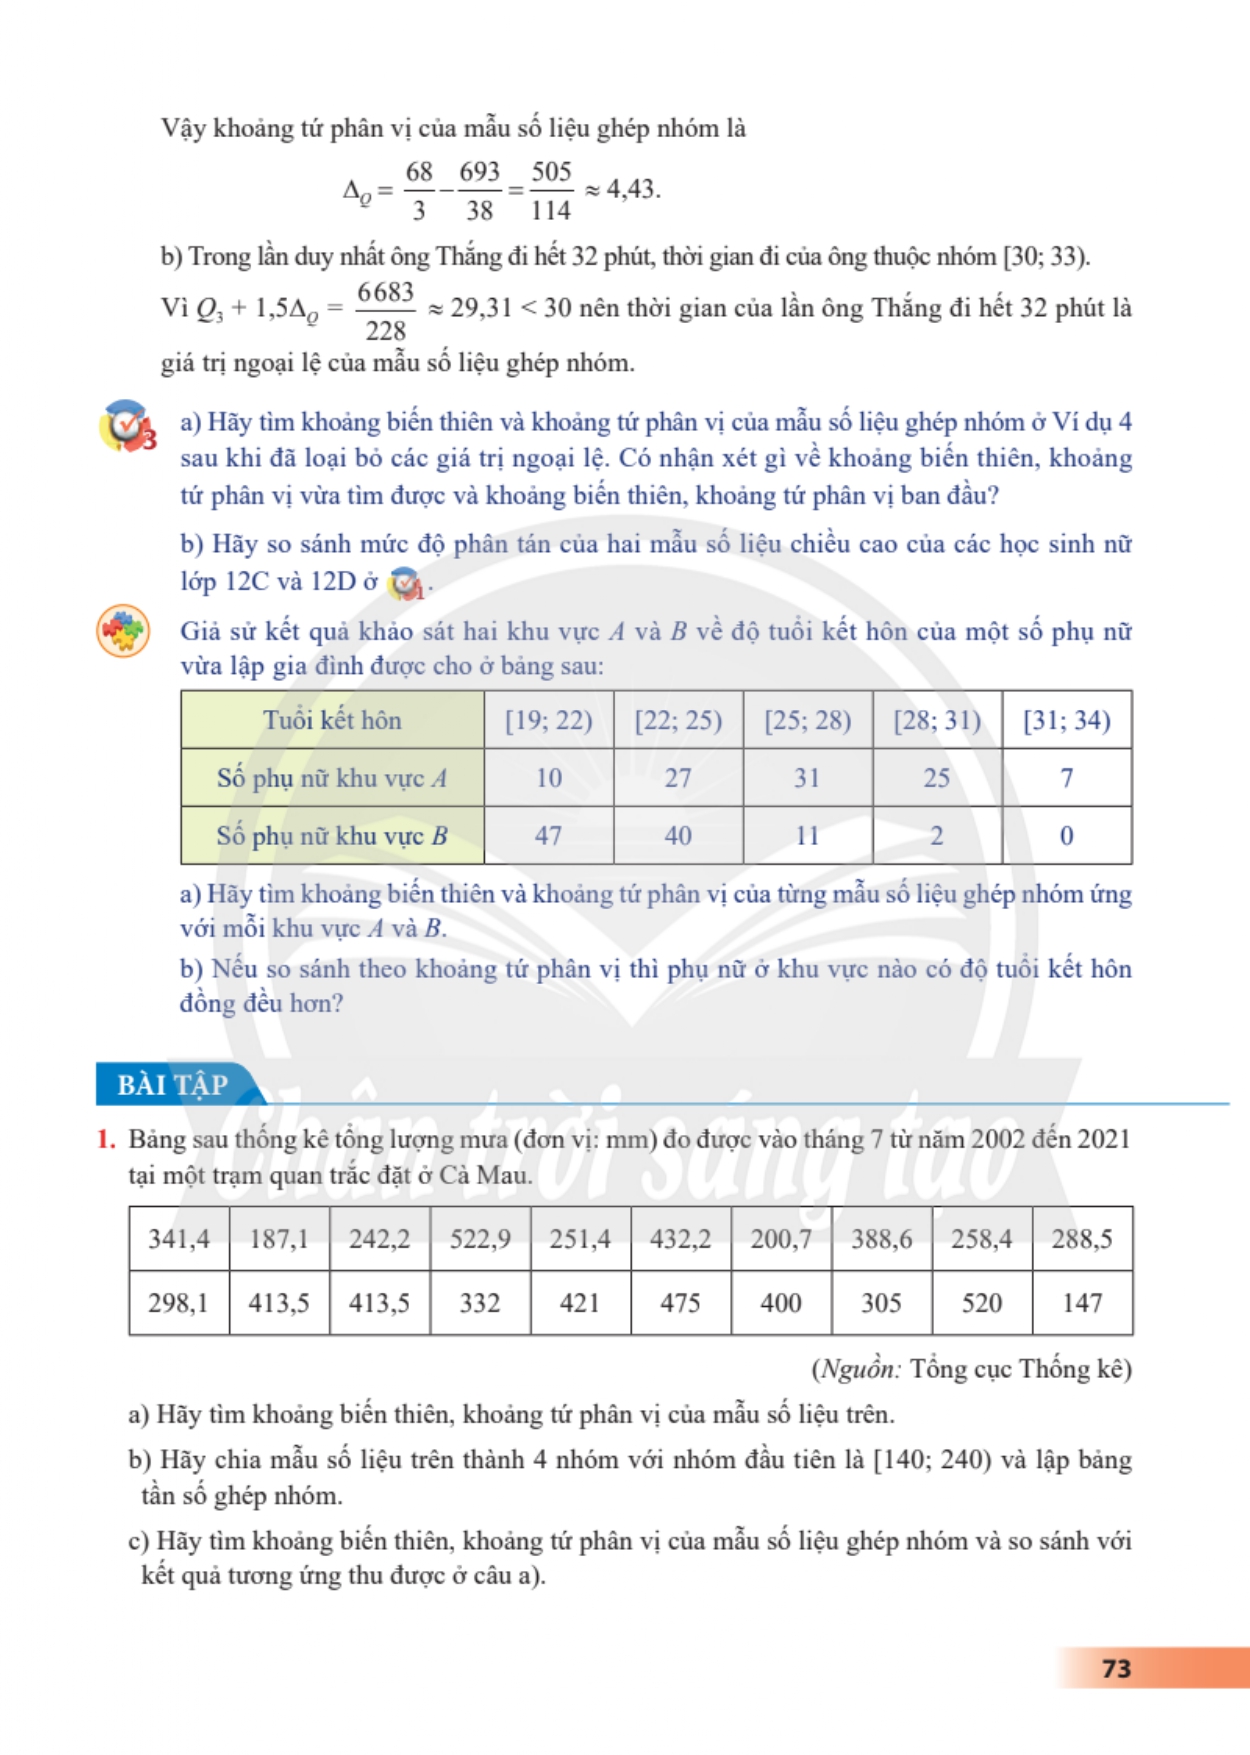 Vậy khoảng tứ phân vị của mẫu số liệu ghép nhóm là
Δ_Q = 68/3 − 693/38 = 505/114 ≈ 4,43.
b) Trong lần duy nhất ông Thắng đi hết 32 phút, thời gian đi của ông thuộc nhóm [30; 33).
Vì Q₃ + 1,5Δ_Q = 6683/228 ≈ 29,31 < 30 nên thời gian của lần ông Thắng đi hết 32 phút là
giá trị ngoại lệ của mẫu số liệu ghép nhóm.
3
a) Hãy tìm khoảng biến thiên và khoảng tứ phân vị của mẫu số liệu ghép nhóm ở Ví dụ 4
sau khi đã loại bỏ các giá trị ngoại lệ. Có nhận xét gì về khoảng biến thiên, khoảng
tứ phân vị vừa tìm được và khoảng biến thiên, khoảng tứ phân vị ban đầu?
b) Hãy so sánh mức độ phân tán của hai mẫu số liệu chiều cao của các học sinh nữ
lớp 12C và 12D ở 1.
Giả sử kết quả khảo sát hai khu vực A và B về độ tuổi kết hôn của một số phụ nữ
vừa lập gia đình được cho ở bảng sau:
Tuổi kết hôn [19; 22) [22; 25) [25; 28) [28; 31) [31; 34)
Số phụ nữ khu vực A 10 27 31 25 7
Số phụ nữ khu vực B 47 40 11 2 0
a) Hãy tìm khoảng biến thiên và khoảng tứ phân vị của từng mẫu số liệu ghép nhóm ứng
với mỗi khu vực A và B.
b) Nếu so sánh theo khoảng tứ phân vị thì phụ nữ ở khu vực nào có độ tuổi kết hôn
đồng đều hơn?
BÀI TẬP
Chân trời sáng tạo
1. Bảng sau thống kê tổng lượng mưa (đơn vị: mm) đo được vào tháng 7 từ năm 2002 đến 2021
tại một trạm quan trắc đặt ở Cà Mau.
341,4 187,1 242,2 522,9 251,4 432,2 200,7 388,6 258,4 288,5
298,1 413,5 413,5 332 421 475 400 305 520 147
(Nguồn: Tổng cục Thống kê)
a) Hãy tìm khoảng biến thiên, khoảng tứ phân vị của mẫu số liệu trên.
b) Hãy chia mẫu số liệu trên thành 4 nhóm với nhóm đầu tiên là [140; 240) và lập bảng
tần số ghép nhóm.
c) Hãy tìm khoảng biến thiên, khoảng tứ phân vị của mẫu số liệu ghép nhóm và so sánh với
kết quả tương ứng thu được ở câu a).
73